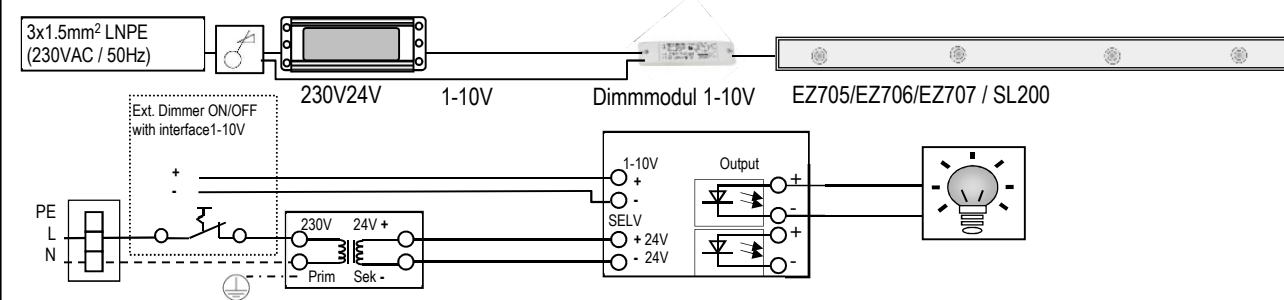 3x1.5mm² LNPE
(230VAC / 50Hz)
230V24V
1-10V
Dimmmodul 1-10V
EZ705/EZ706/EZ707 / SL200
Ext. Dimmer ON/OFF
with interface1-10V
+
-
PE
L
N
230V
24V +
Prim
Sek -
1-10V
+
-
SELV
+ 24V
- 24V
Output
+
-
+
-